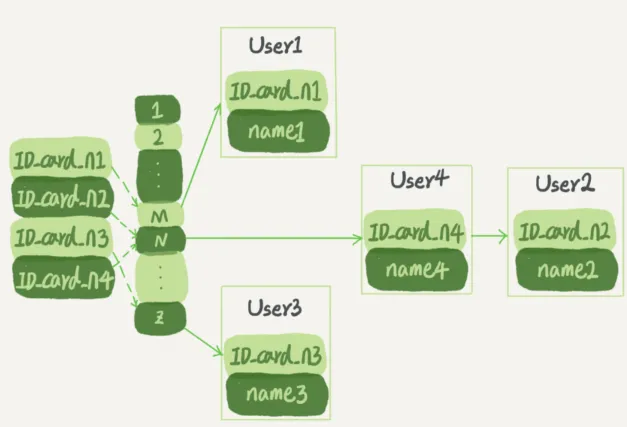 User1
ID_card_n1
name1
1
2
⋮
M
N
⋮
Z
ID_card_n1
ID_card_n2
ID_card_n3
ID_card_n4
User4
ID_card_n4
name4
User2
ID_card_n2
name2
User3
ID_card_n3
name3